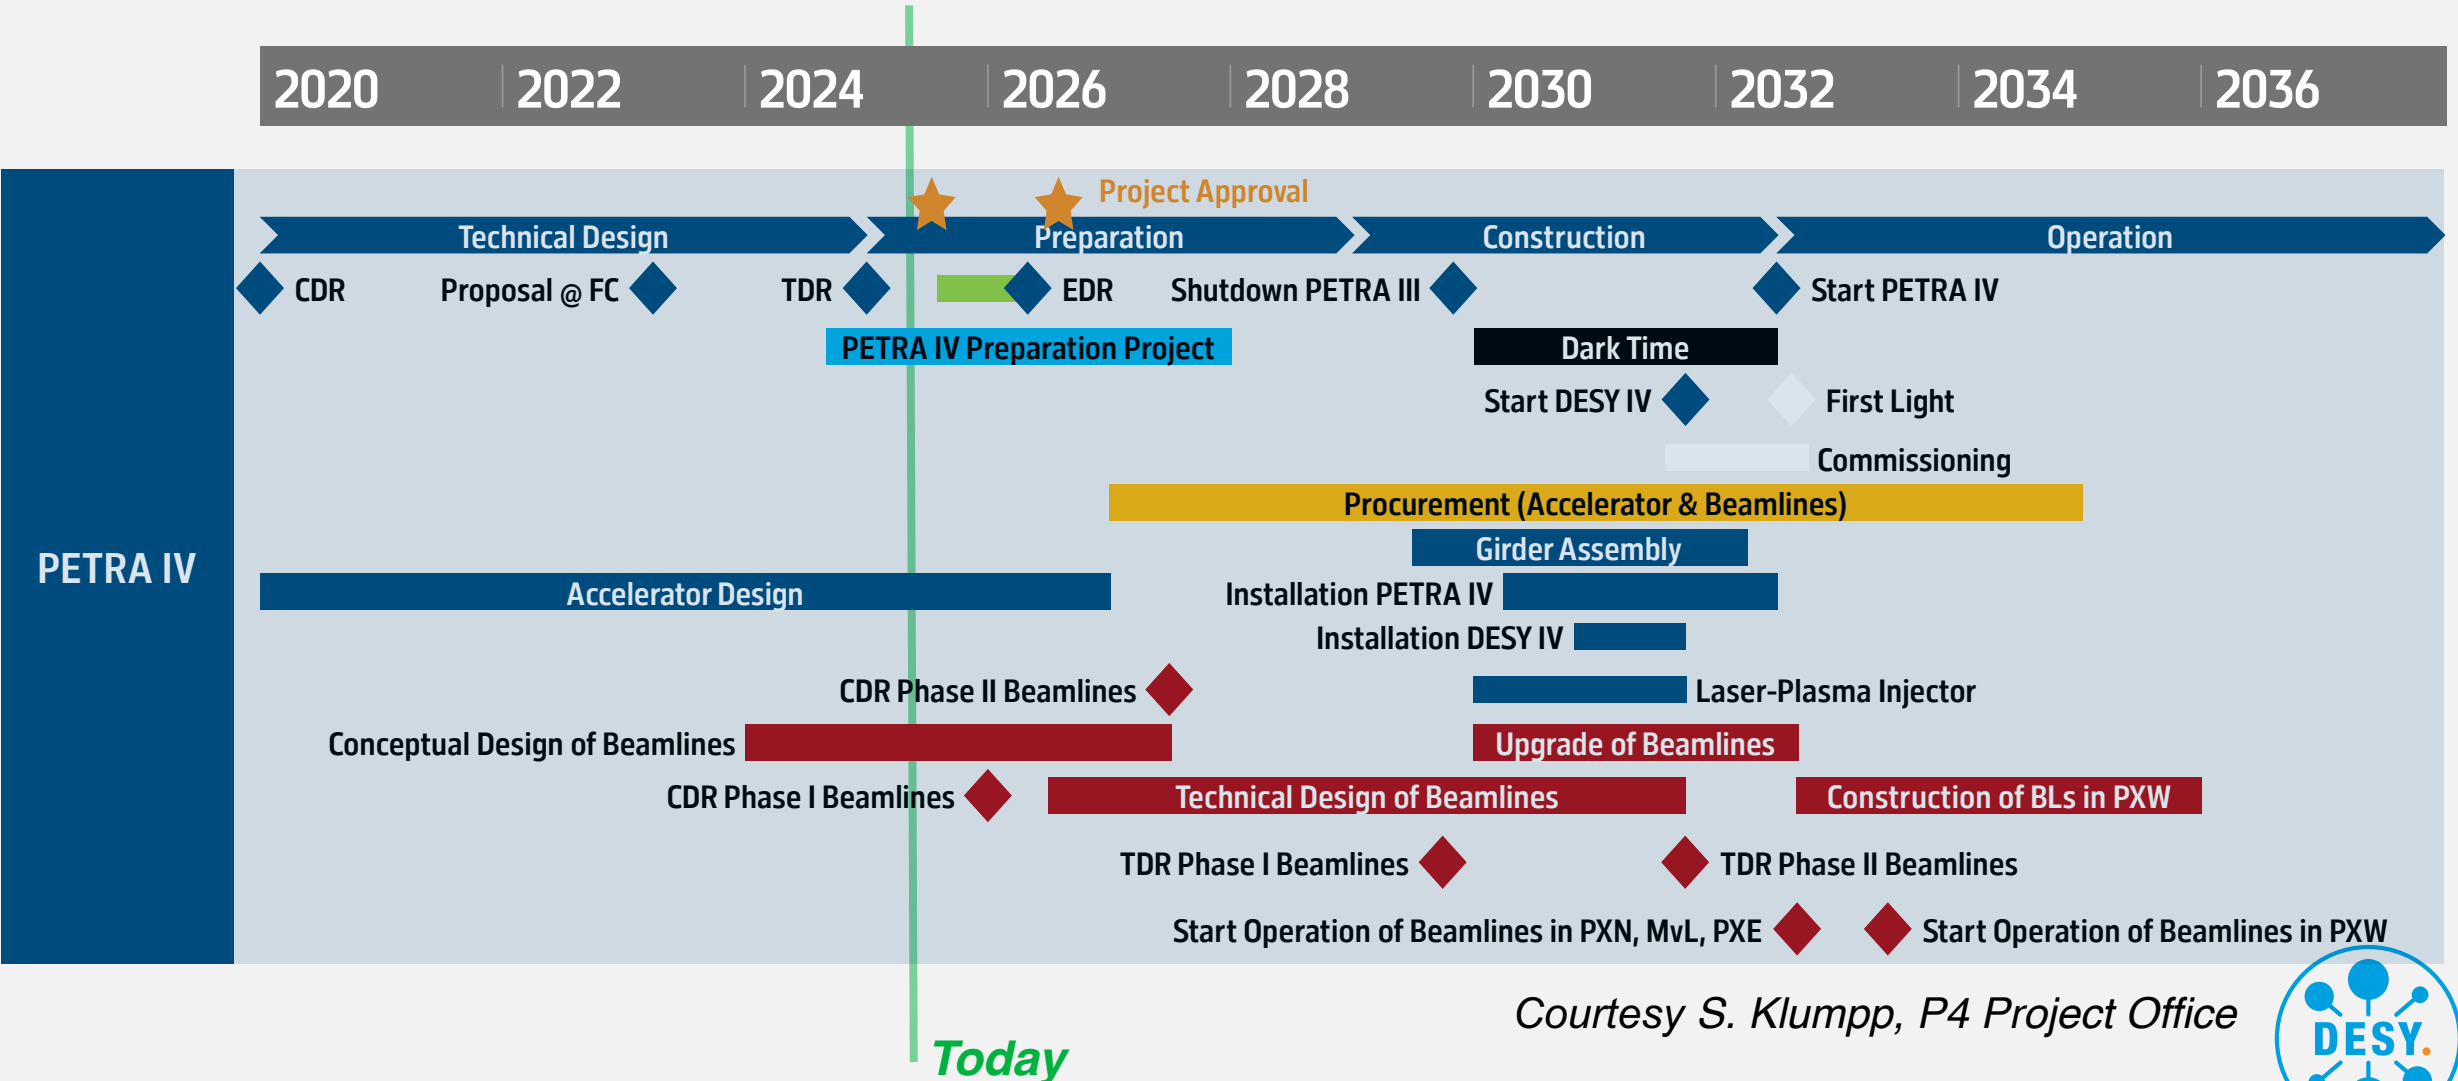 2020 2022 2024 2026 2028 2030 2032 2034 2036
Project Approval
Technical Design Preparation Construction Operation
CDR Proposal @ FC TDR EDR Shutdown PETRA III Start PETRA IV
PETRA IV Preparation Project Dark Time
Start DESY IV First Light
Commissioning
Procurement (Accelerator & Beamlines)
Girder Assembly
PETRA IV
Accelerator Design Installation PETRA IV
Installation DESY IV
CDR Phase II Beamlines Laser-Plasma Injector
Conceptual Design of Beamlines Upgrade of Beamlines
CDR Phase I Beamlines Technical Design of Beamlines Construction of BLs in PXW
TDR Phase I Beamlines TDR Phase II Beamlines
Start Operation of Beamlines in PXN, MvL, PXE Start Operation of Beamlines in PXW
Courtesy S. Klumpp, P4 Project Office
DESY.
Today